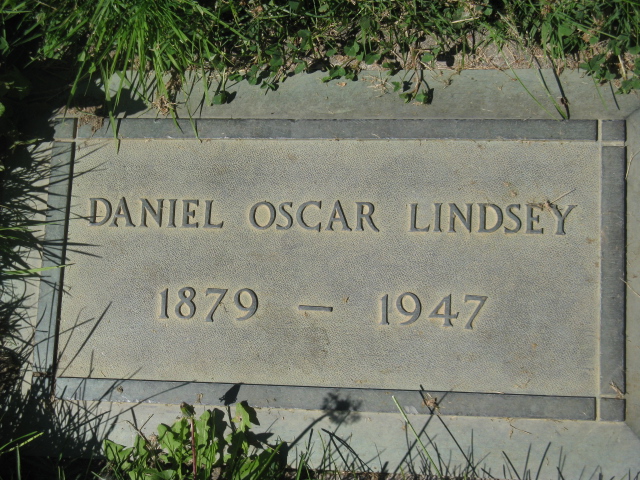 DANIEL OSCAR LINDSEY
1879 — 1947